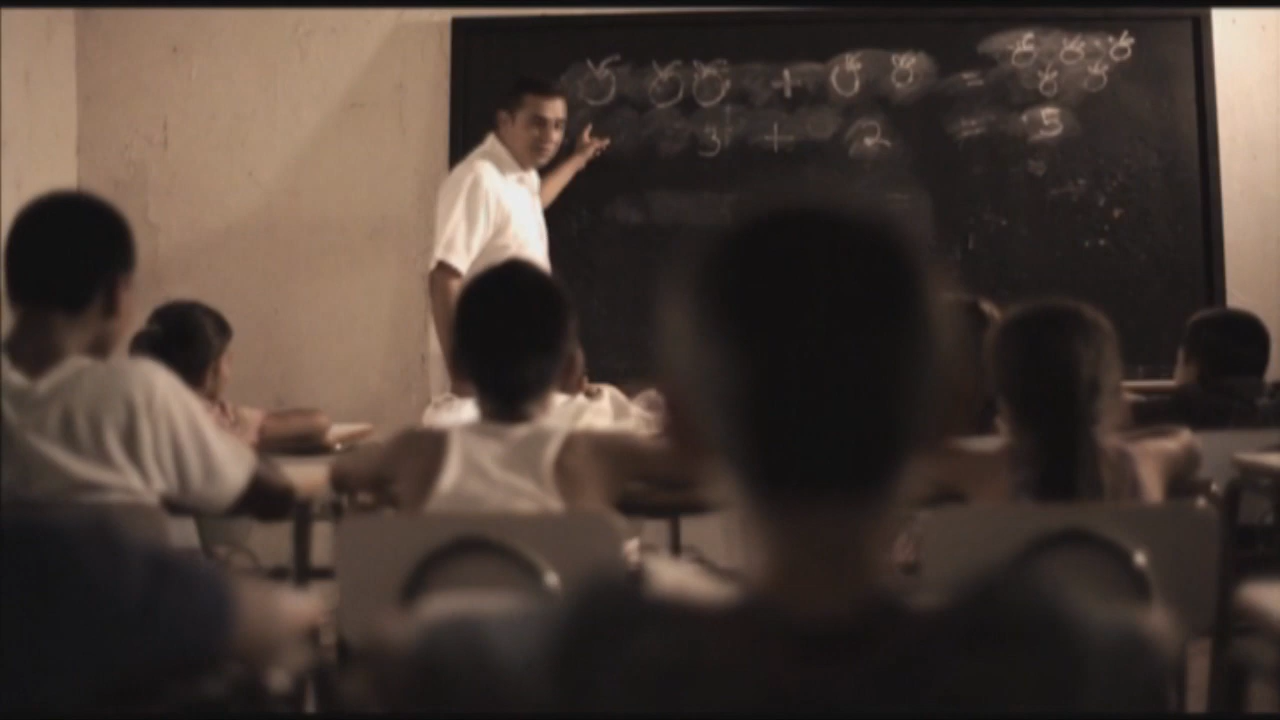 + =
3 + 2 = 5